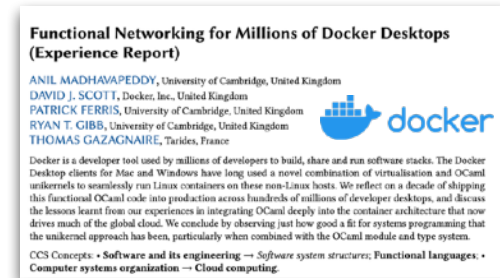 Functional Networking for Millions of Docker Desktops
(Experience Report)
ANIL MADHAVAPEDDY, University of Cambridge, United Kingdom
DAVID J. SCOTT, Docker, Inc., United Kingdom
PATRICK FERRIS, University of Cambridge, United Kingdom
RYAN T. GIBB, University of Cambridge, United Kingdom
THOMAS GAZAGNAIRE, Tarides, France
docker
Docker is a developer tool used by millions of developers to build, share and run software stacks. The Docker
Desktop clients for Mac and Windows have long used a novel combination of virtualisation and OCaml
unikernels to seamlessly run Linux containers on these non-Linux hosts. We reflect on a decade of shipping
this functional OCaml code into production across hundreds of millions of developer desktops, and discuss
the lessons learnt from our experiences in integrating OCaml deeply into the container architecture that now
drives much of the global cloud. We conclude by observing just how good a fit for systems programming
that the unikernel approach has been, particularly when combined with the OCaml module and type system.
CCS Concepts: • Software and its engineering → Software system structures; Functional languages; •
Computer systems organization → Cloud computing.